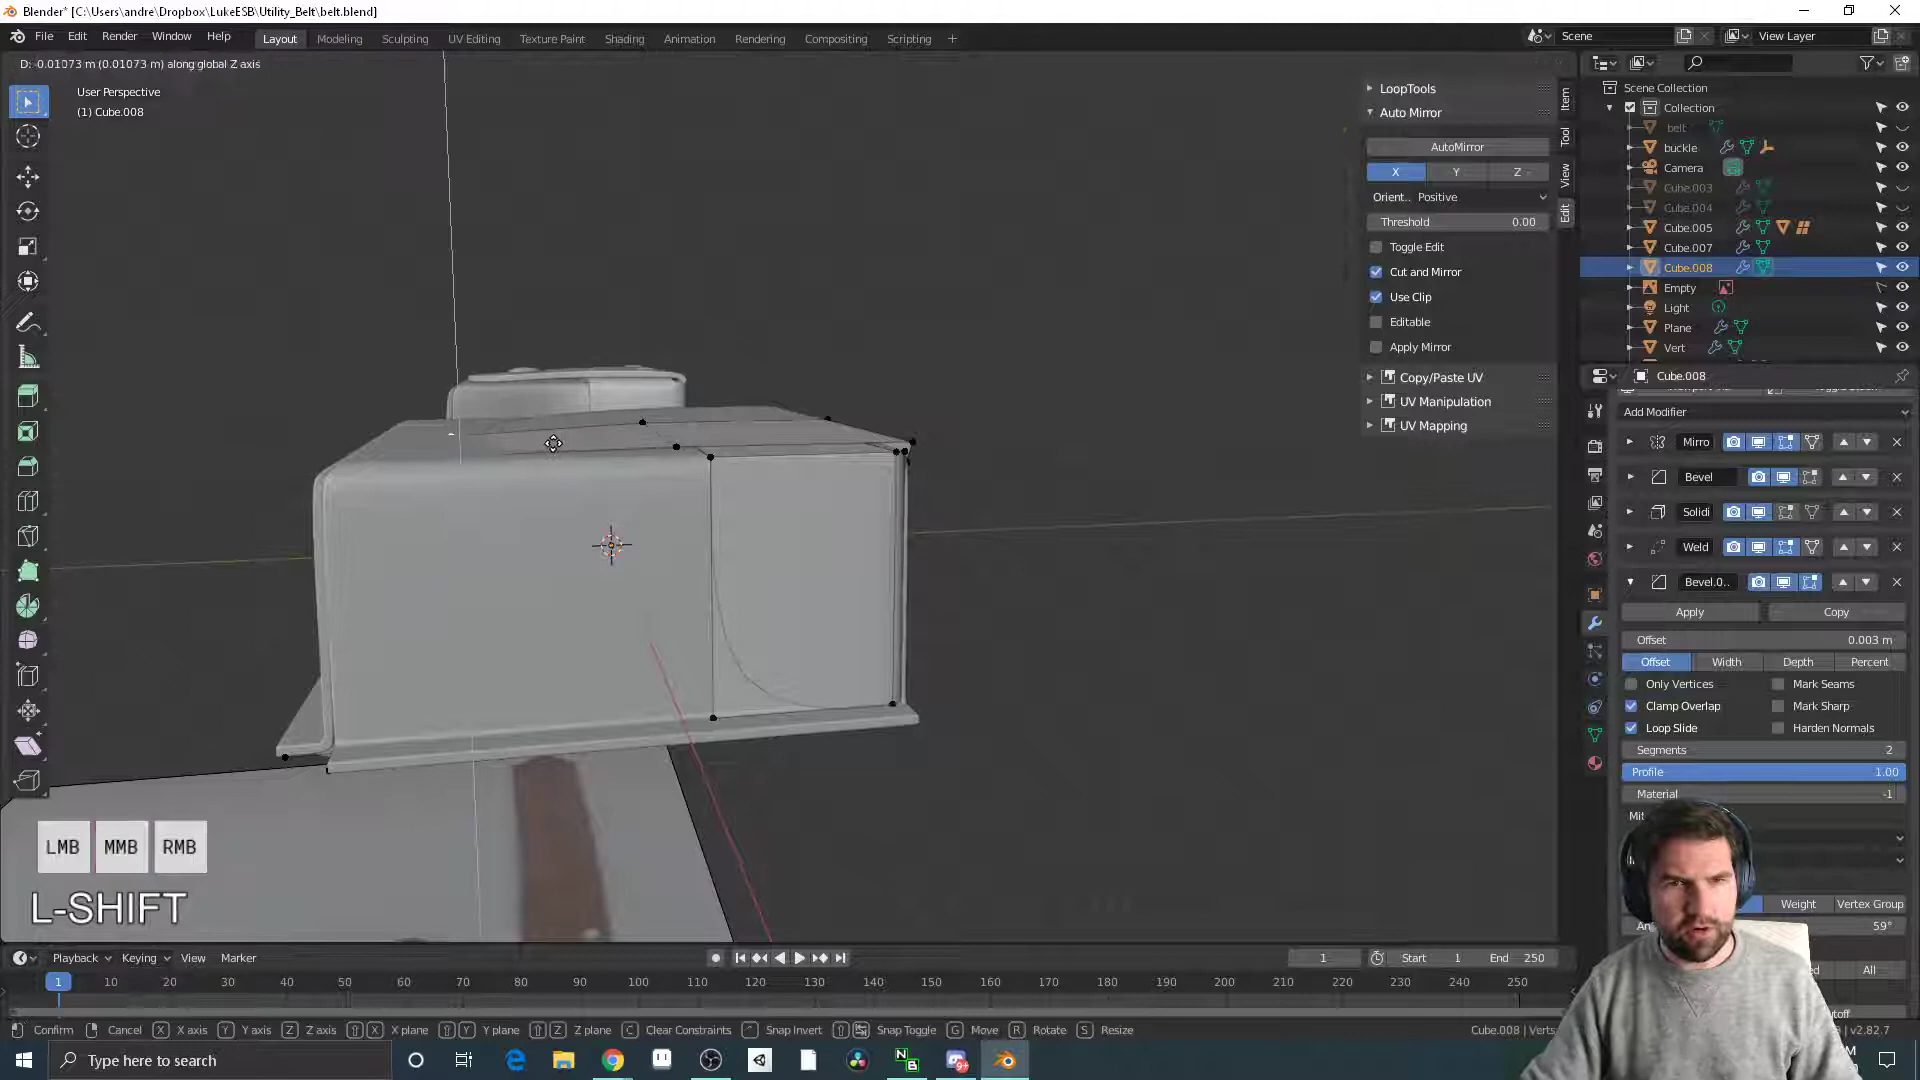 Blender* [C:\Users\andre\Dropbox\LukeESB\Utility_Belt\belt.blend]
File Edit Render Window Help
Layout Modeling Sculpting UV Editing Texture Paint Shading Animation Rendering Compositing Scripting +
Scene
View Layer
D: -0.01073 m (0.01073 m) along global Z axis
User Perspective
(1) Cube.008
LoopTools
Auto Mirror
AutoMirror
X Y Z
Orient.. Positive
Threshold 0.00
Toggle Edit
Cut and Mirror
Use Clip
Editable
Apply Mirror
Copy/Paste UV
UV Manipulation
UV Mapping
Item
Tool
View
Edit
Scene Collection
Collection
belt
buckle
Camera
Cube.003
Cube.004
Cube.005
Cube.007
Cube.008
Empty
Light
Plane
Vert
Cube.008
Add Modifier
Mirro
Bevel
Solidi
Weld
Bevel.0..
Apply Copy
Offset 0.003 m
Offset Width Depth Percent
Only Vertices Mark Seams
Clamp Overlap Mark Sharp
Loop Slide Harden Normals
Segments 2
Profile 1.00
Material -1
Mit
Weight Vertex Group
59°
All
LMB MMB RMB
L-SHIFT
Playback Keying View Marker
1 Start 1 End 250
1 10 20 30 40 50 60 70 80 90 100 110 120 130 140 150 160 170 180 190 200 210 220 230 240 250
Confirm Cancel X X axis Y Y axis Z Z axis X X plane Y Y plane Z Z plane C Clear Constraints Snap Invert Snap Toggle G Move R Rotate S Resize
Cube.008 | Verts
v2.82.7
Type here to search